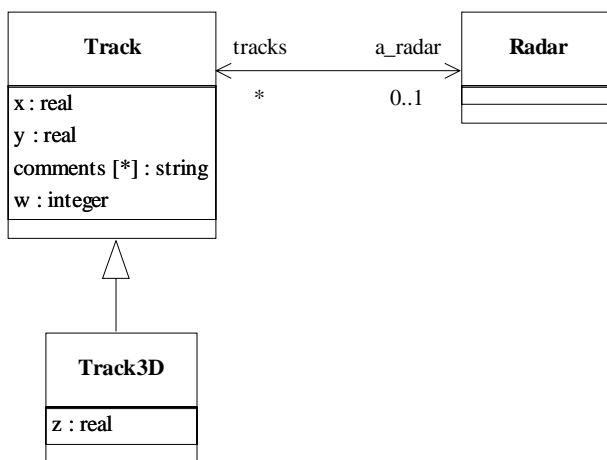 Track
tracks
a_radar
Radar
*
0..1
x : real
y : real
comments [*] : string
w : integer
Track3D
z : real